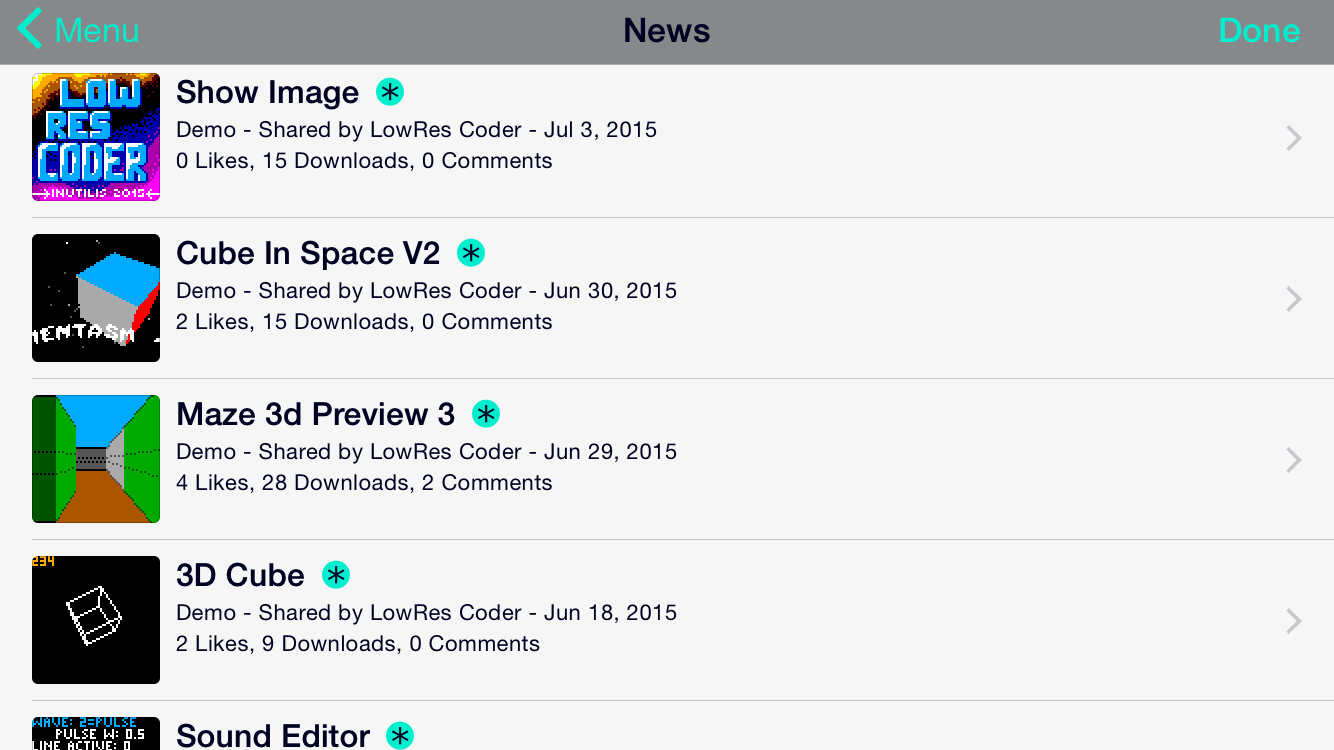 Menu
News
Done
LOW
RES
CODER
INUTILIS 2015
Show Image
Demo - Shared by LowRes Coder - Jul 3, 2015
0 Likes, 15 Downloads, 0 Comments
Cube In Space V2
Demo - Shared by LowRes Coder - Jun 30, 2015
2 Likes, 15 Downloads, 0 Comments
Maze 3d Preview 3
Demo - Shared by LowRes Coder - Jun 29, 2015
4 Likes, 28 Downloads, 2 Comments
234
3D Cube
Demo - Shared by LowRes Coder - Jun 18, 2015
2 Likes, 9 Downloads, 0 Comments
WAVE: 2=PULSE
PULSE W: 0.5
LINE ACTIVE: 0
Sound Editor